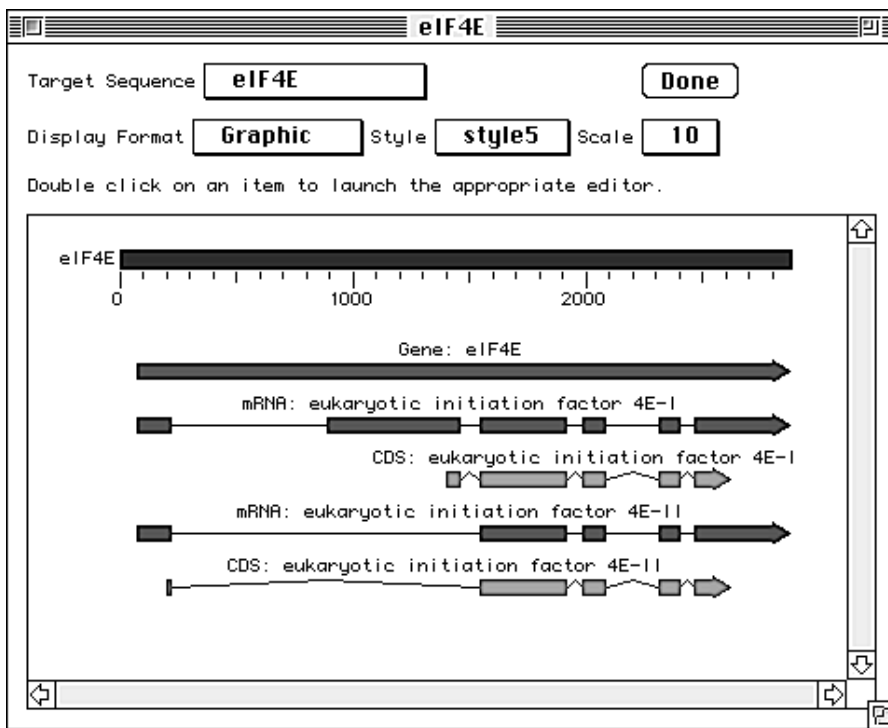 eIF4E
Target Sequence eIF4E Done
Display Format Graphic Style style5 Scale 10
Double click on an item to launch the appropriate editor.
eIF4E
0 1000 2000
Gene: eIF4E
mRNA: eukaryotic initiation factor 4E-I
CDS: eukaryotic initiation factor 4E-I
mRNA: eukaryotic initiation factor 4E-II
CDS: eukaryotic initiation factor 4E-II